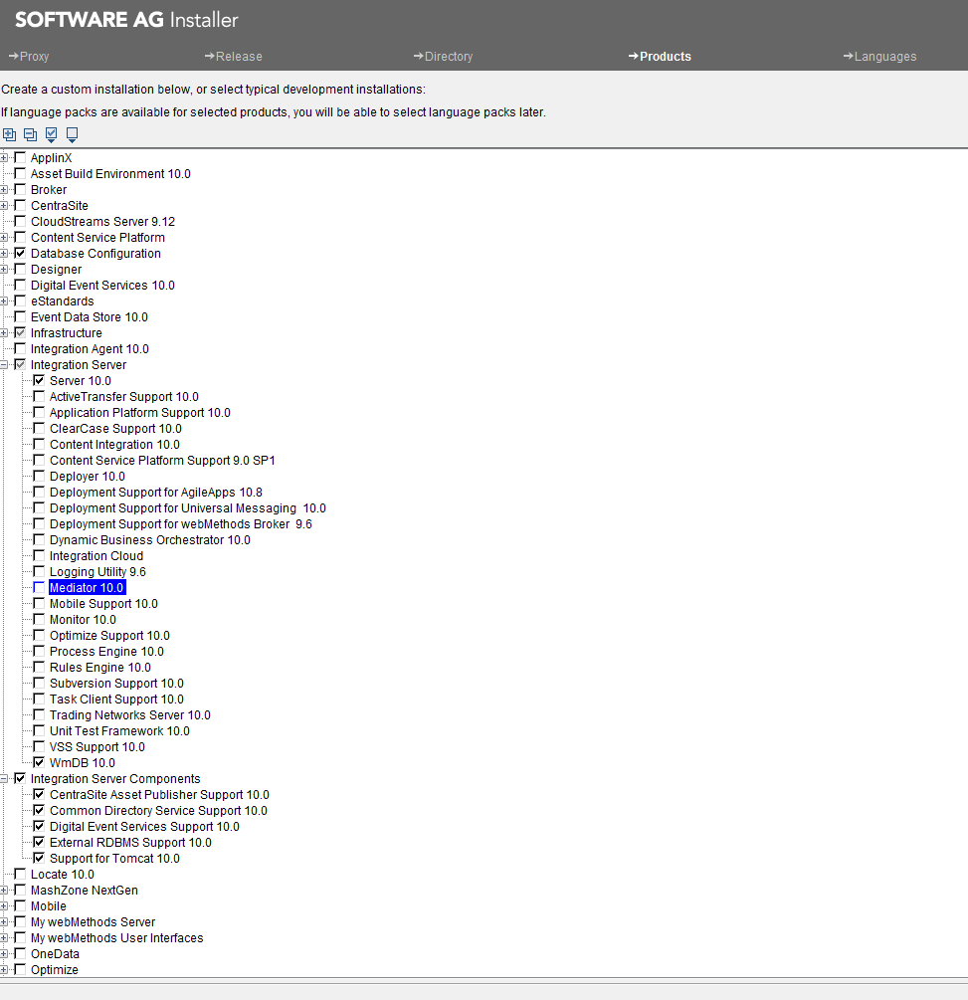 SOFTWARE AG Installer
→Proxy →Release →Directory →Products →Languages
Create a custom installation below, or select typical development installations:
If language packs are available for selected products, you will be able to select language packs later.
ApplinX
Asset Build Environment 10.0
Broker
CentraSite
CloudStreams Server 9.12
Content Service Platform
Database Configuration
Designer
Digital Event Services 10.0
eStandards
Event Data Store 10.0
Infrastructure
Integration Agent 10.0
Integration Server
Server 10.0
ActiveTransfer Support 10.0
Application Platform Support 10.0
ClearCase Support 10.0
Content Integration 10.0
Content Service Platform Support 9.0 SP1
Deployer 10.0
Deployment Support for AgileApps 10.8
Deployment Support for Universal Messaging 10.0
Deployment Support for webMethods Broker 9.6
Dynamic Business Orchestrator 10.0
Integration Cloud
Logging Utility 9.6
Mediator 10.0
Mobile Support 10.0
Monitor 10.0
Optimize Support 10.0
Process Engine 10.0
Rules Engine 10.0
Subversion Support 10.0
Task Client Support 10.0
Trading Networks Server 10.0
Unit Test Framework 10.0
VSS Support 10.0
WmDB 10.0
Integration Server Components
CentraSite Asset Publisher Support 10.0
Common Directory Service Support 10.0
Digital Event Services Support 10.0
External RDBMS Support 10.0
Support for Tomcat 10.0
Locate 10.0
MashZone NextGen
Mobile
My webMethods Server
My webMethods User Interfaces
OneData
Optimize